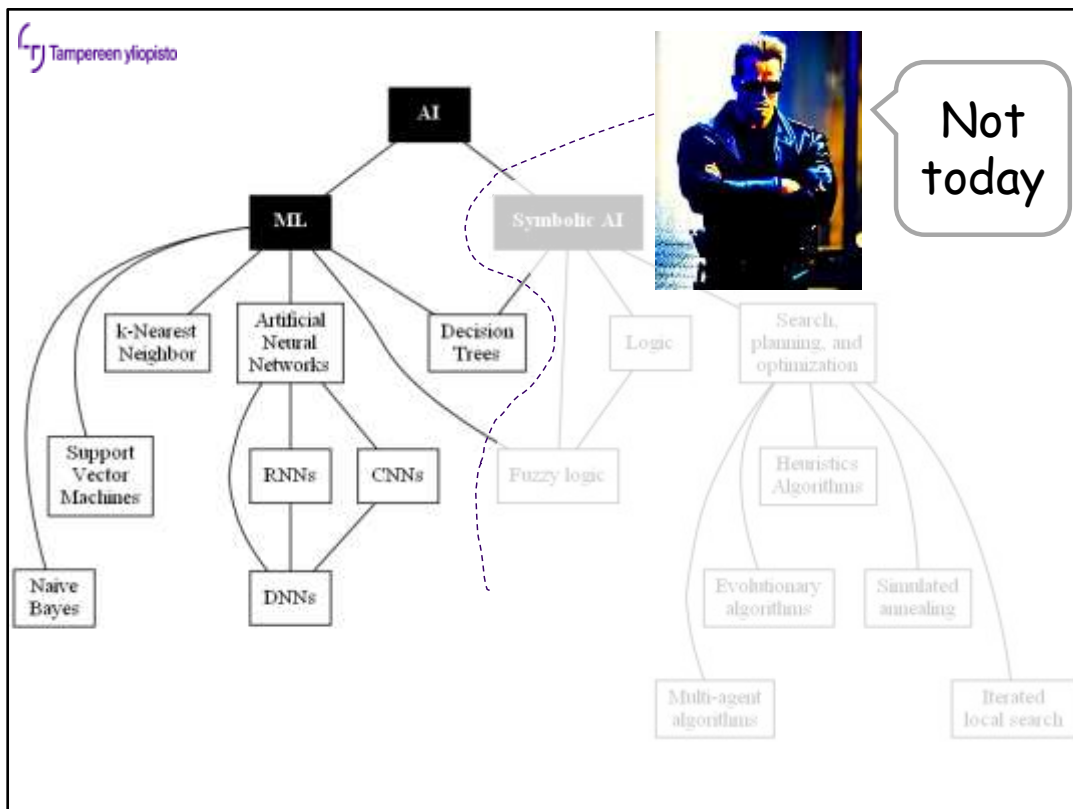 Tampereen yliopisto
Not
today
AI
ML
Symbolic AI
k-Nearest
Neighbor
Artificial
Neural
Networks
Decision
Trees
Logic
Search,
planning, and
optimization
Support
Vector
Machines
RNNs
CNNs
Fuzzy logic
Heuristics
Algorithms
Naive
Bayes
DNNs
Evolutionary
algorithms
Simulated
annealing
Multi-agent
algorithms
Iterated
local search